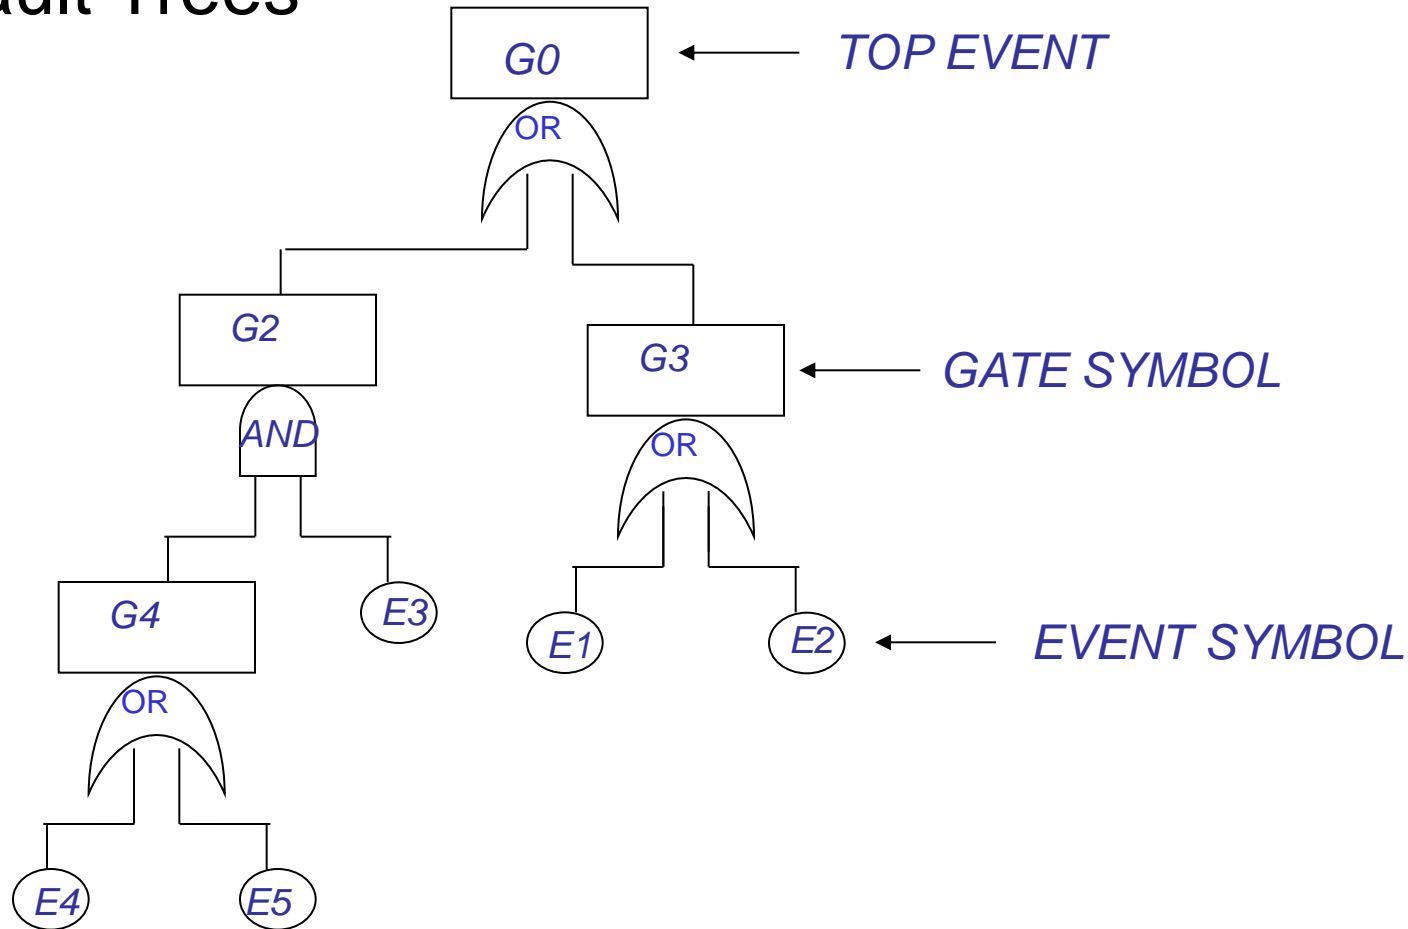 Trees
G0
TOP EVENT
OR
G2
G3
GATE SYMBOL
AND
OR
G4
E3
E1
E2
EVENT SYMBOL
OR
E4
E5